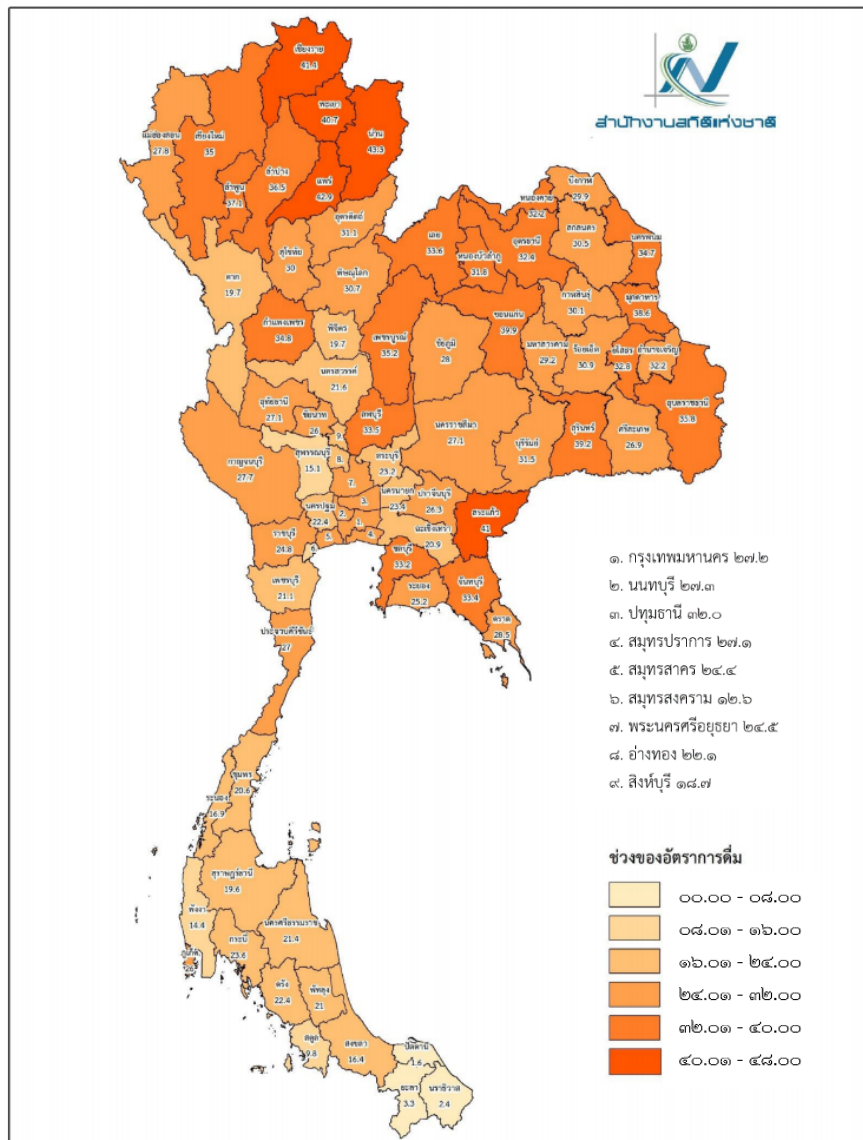 สำนักงานสถิติแห่งชาติ
เชียงราย
41.4
พะเยา
40.7
น่าน
43.3
แม่ฮ่องสอน
27.8
เชียงใหม่
35
ลำปาง
36.5
แพร่
42.9
ลำพูน
37.1
อุตรดิตถ์
31.1
สุโขทัย
30
ตาก
19.7
พิษณุโลก
30.7
เลย
33.6
หนองบัวลำภู
31.8
อุดรธานี
32.4
หนองคาย
32.2
บึงกาฬ
29.9
สกลนคร
30.5
นครพนม
34.7
กำแพงเพชร
34.8
พิจิตร
19.7
เพชรบูรณ์
35.2
ชัยภูมิ
28
ขอนแก่น
39.9
กาฬสินธุ์
30.1
มุกดาหาร
38.6
มหาสารคาม
29.2
ร้อยเอ็ด
30.9
ยโสธร
32.8
อำนาจเจริญ
32.2
อุบลราชธานี
35.8
นครสวรรค์
21.6
อุทัยธานี
27.1
ชัยนาท
26
9.
ลพบุรี
33.5
นครราชสีมา
27.1
บุรีรัมย์
31.5
สุรินทร์
39.2
ศรีสะเกษ
26.9
กาญจนบุรี
27.7
สุพรรณบุรี
15.1
8.
7.
สระบุรี
23.2
นครนายก
23.4
ปราจีนบุรี
26.3
สระแก้ว
41
นครปฐม
22.4
2.
3.
1.
4.
5.
6.
ฉะเชิงเทรา
20.9
ราชบุรี
24.8
ชลบุรี
33.2
ระยอง
25.2
จันทบุรี
33.4
ตราด
28.5
เพชรบุรี
21.1
ประจวบคีรีขันธ์
27
๑. กรุงเทพมหานคร ๒๗.๒
๒. นนทบุรี ๒๗.๓
๓. ปทุมธานี ๓๒.๐
๔. สมุทรปราการ ๒๗.๑
๕. สมุทรสาคร ๒๔.๔
๖. สมุทรสงคราม ๑๒.๖
๗. พระนครศรีอยุธยา ๒๔.๕
๘. อ่างทอง ๒๒.๑
๙. สิงห์บุรี ๑๘.๗
ชุมพร
20.6
ระนอง
16.9
สุราษฎร์ธานี
19.6
พังงา
14.4
นครศรีธรรมราช
21.4
กระบี่
23.6
ภูเก็ต
26
ตรัง
22.4
พัทลุง
21
สตูล
9.8
สงขลา
16.4
ปัตตานี
1.6
ยะลา
3.3
นราธิวาส
2.4
ช่วงของอัตราการดื่ม
๐๐.๐๐ - ๐๘.๐๐
๐๘.๐๑ - ๑๖.๐๐
๑๖.๐๑ - ๒๔.๐๐
๒๔.๐๑ - ๓๒.๐๐
๓๒.๐๑ - ๔๐.๐๐
๔๐.๐๑ - ๔๘.๐๐